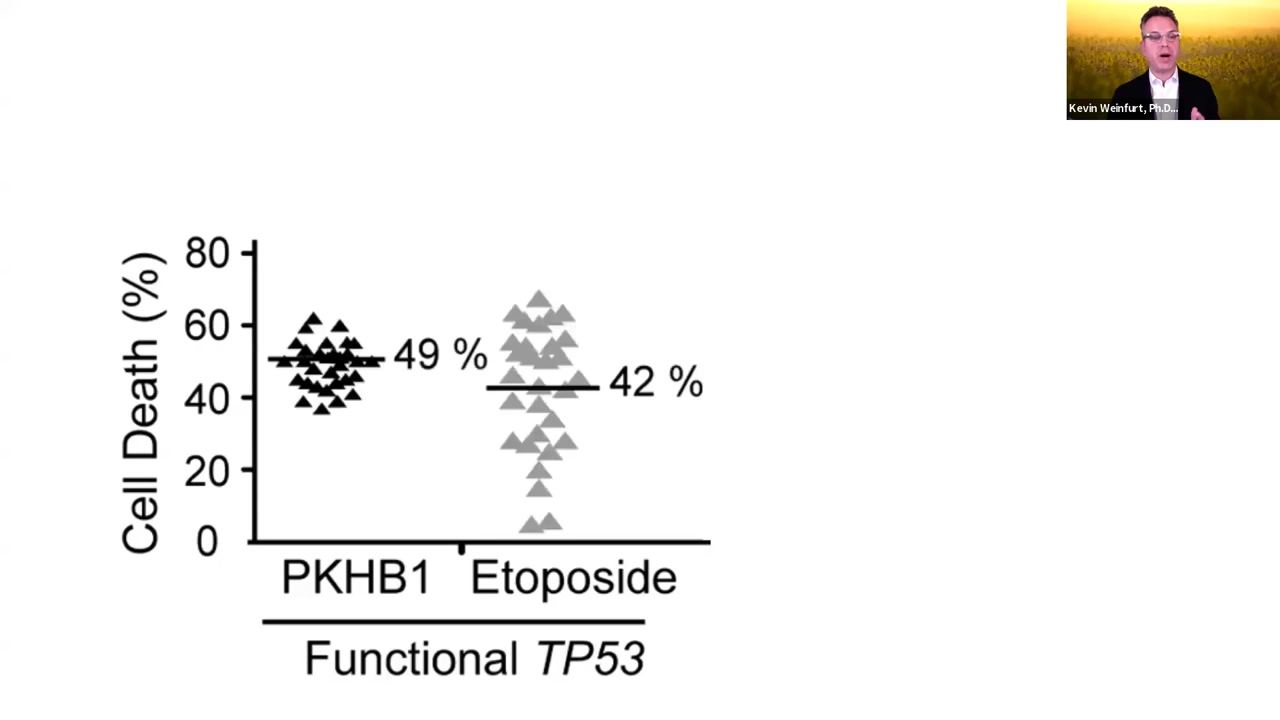 Kevin Weinfurt, Ph.D...
Cell Death (%)
80
60
40
20
0
49 %
42 %
PKHB1
Etoposide
Functional TP53